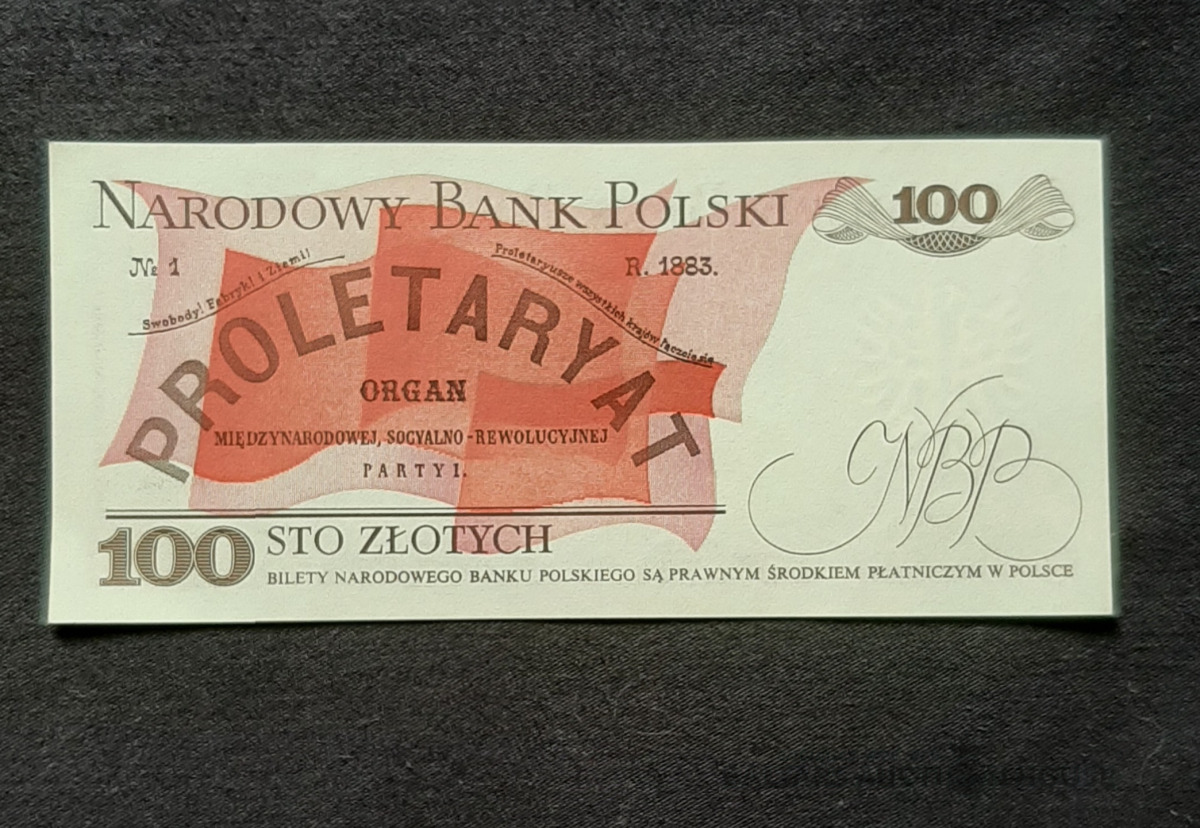 NARODOWY BANK POLSKI
100
№ 1
R. 1883.
Swobody! Fabryk! i Ziemi!
Proletaryusze wszystkich krajów łączcie się
PROLETARYAT
ORGAN
MIĘDZYNARODOWEJ, SOCYALNO-REWOLUCYJNEJ
PARTYI.
NBP
100 STO ZŁOTYCH
BILETY NARODOWEGO BANKU POLSKIEGO SĄ PRAWNYM ŚRODKIEM PŁATNICZYM W POLSCE